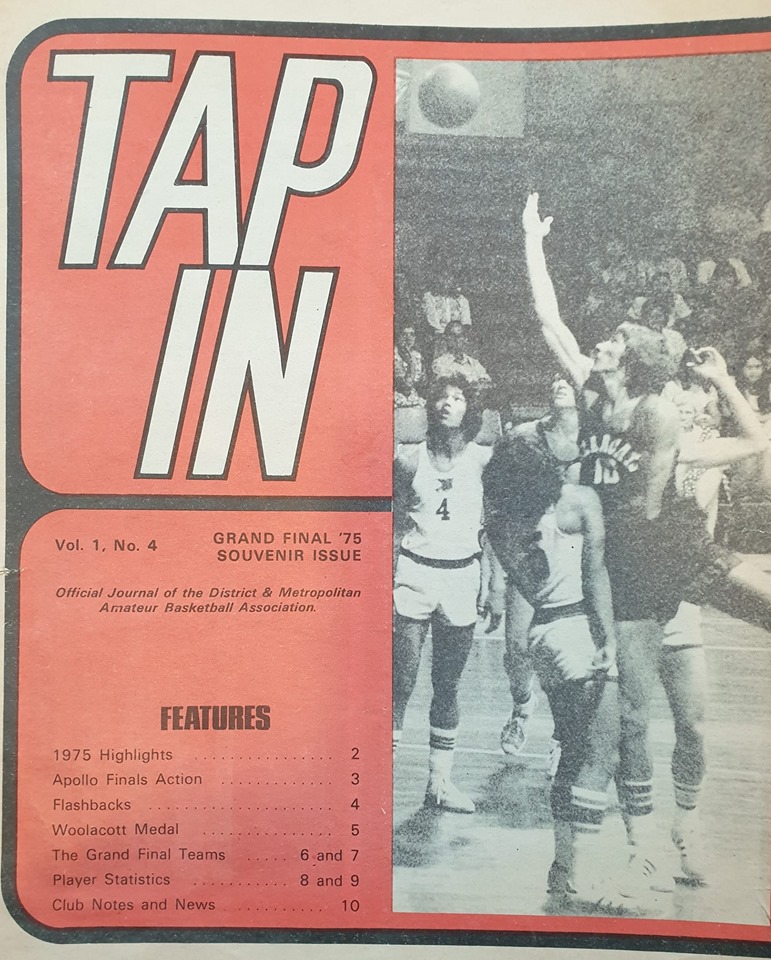 TAP
IN
Vol. 1, No. 4
GRAND FINAL '75
SOUVENIR ISSUE
Official Journal of the District & Metropolitan
Amateur Basketball Association.
FEATURES
1975 Highlights .......... 2
Apollo Finals Action .......... 3
Flashbacks .......... 4
Woolacott Medal .......... 5
The Grand Final Teams ..... 6 and 7
Player Statistics .......... 8 and 9
Club Notes and News .......... 10
4